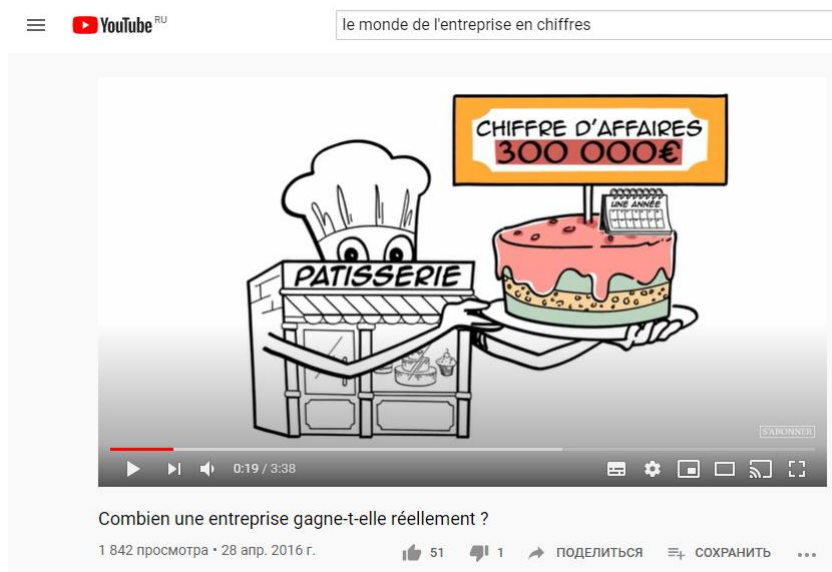 YouTube RU
le monde de l'entreprise en chiffres
CHIFFRE D'AFFAIRES
300 000€
UNE ANNÉE
PATISSERIE
S'ABONNER
0:19 / 3:38
Combien une entreprise gagne-t-elle réellement ?
1 842 просмотра • 28 апр. 2016 г.
51
1
ПОДЕЛИТЬСЯ
СОХРАНИТЬ